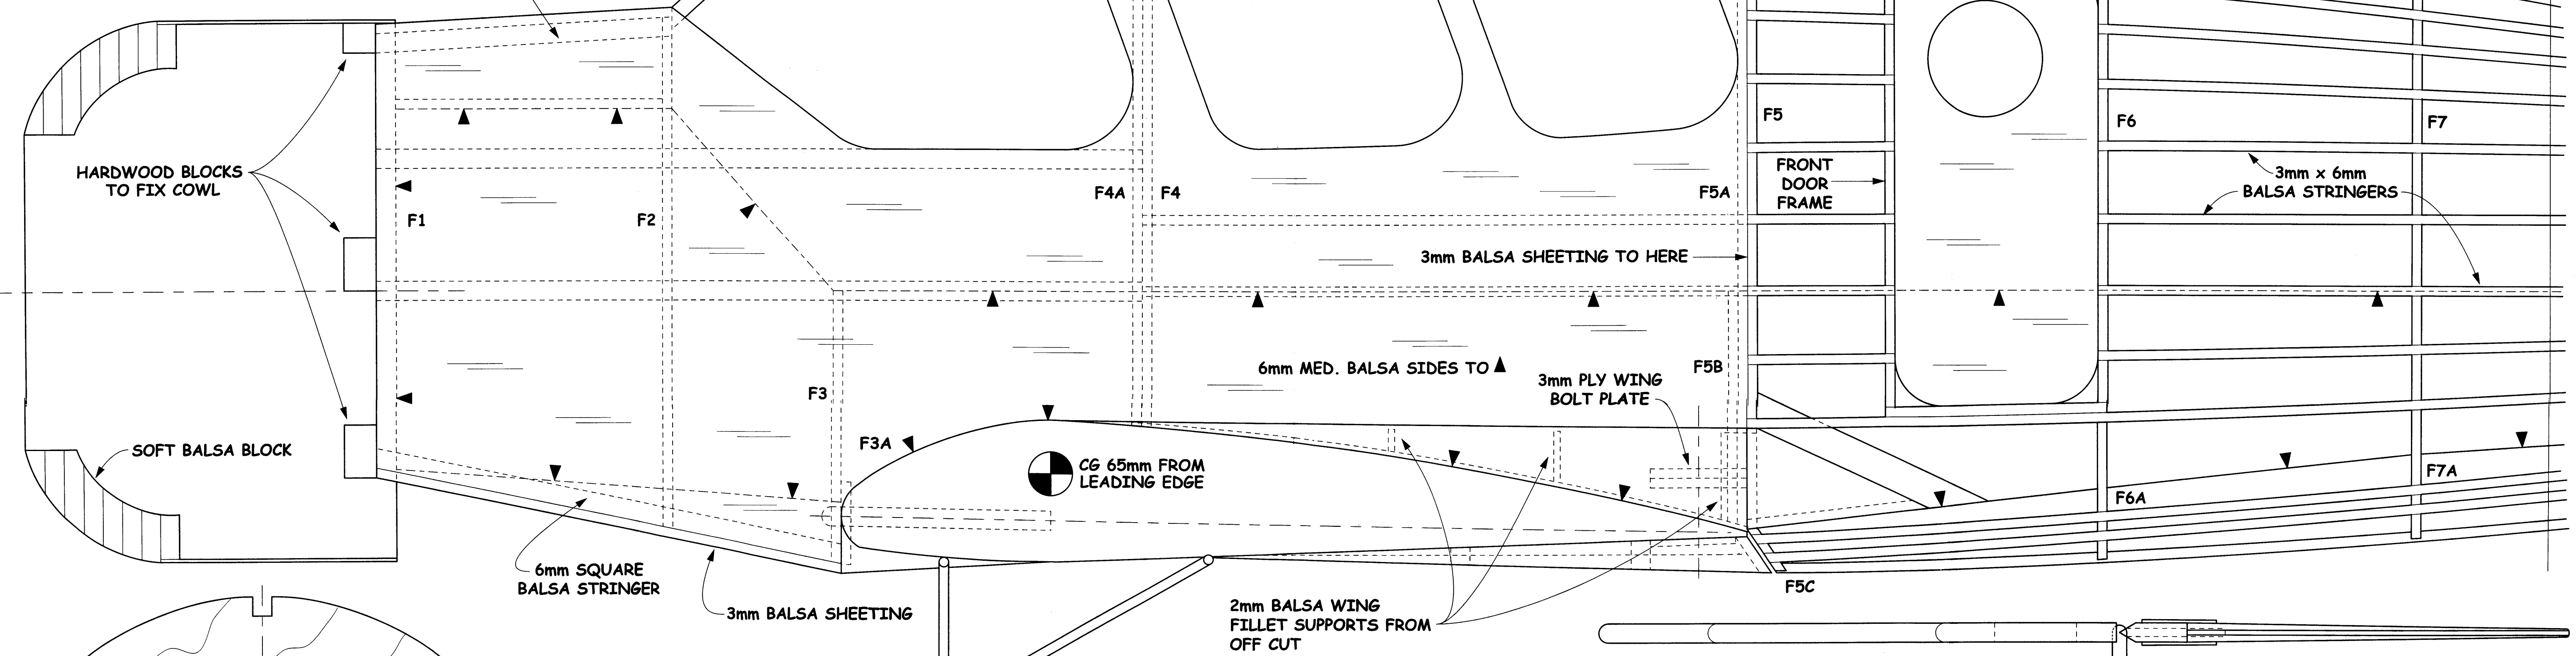 HARDWOOD BLOCKS
TO FIX COWL
F1
F2
F4A
F4
F5A
F5
FRONT
DOOR
FRAME
F6
F7
3mm x 6mm
BALSA STRINGERS
3mm BALSA SHEETING TO HERE
6mm MED. BALSA SIDES TO
F5B
3mm PLY WING
BOLT PLATE
F3
F3A
SOFT BALSA BLOCK
CG 65mm FROM
LEADING EDGE
F6A
F7A
6mm SQUARE
BALSA STRINGER
3mm BALSA SHEETING
2mm BALSA WING
FILLET SUPPORTS FROM
OFF CUT
F5C